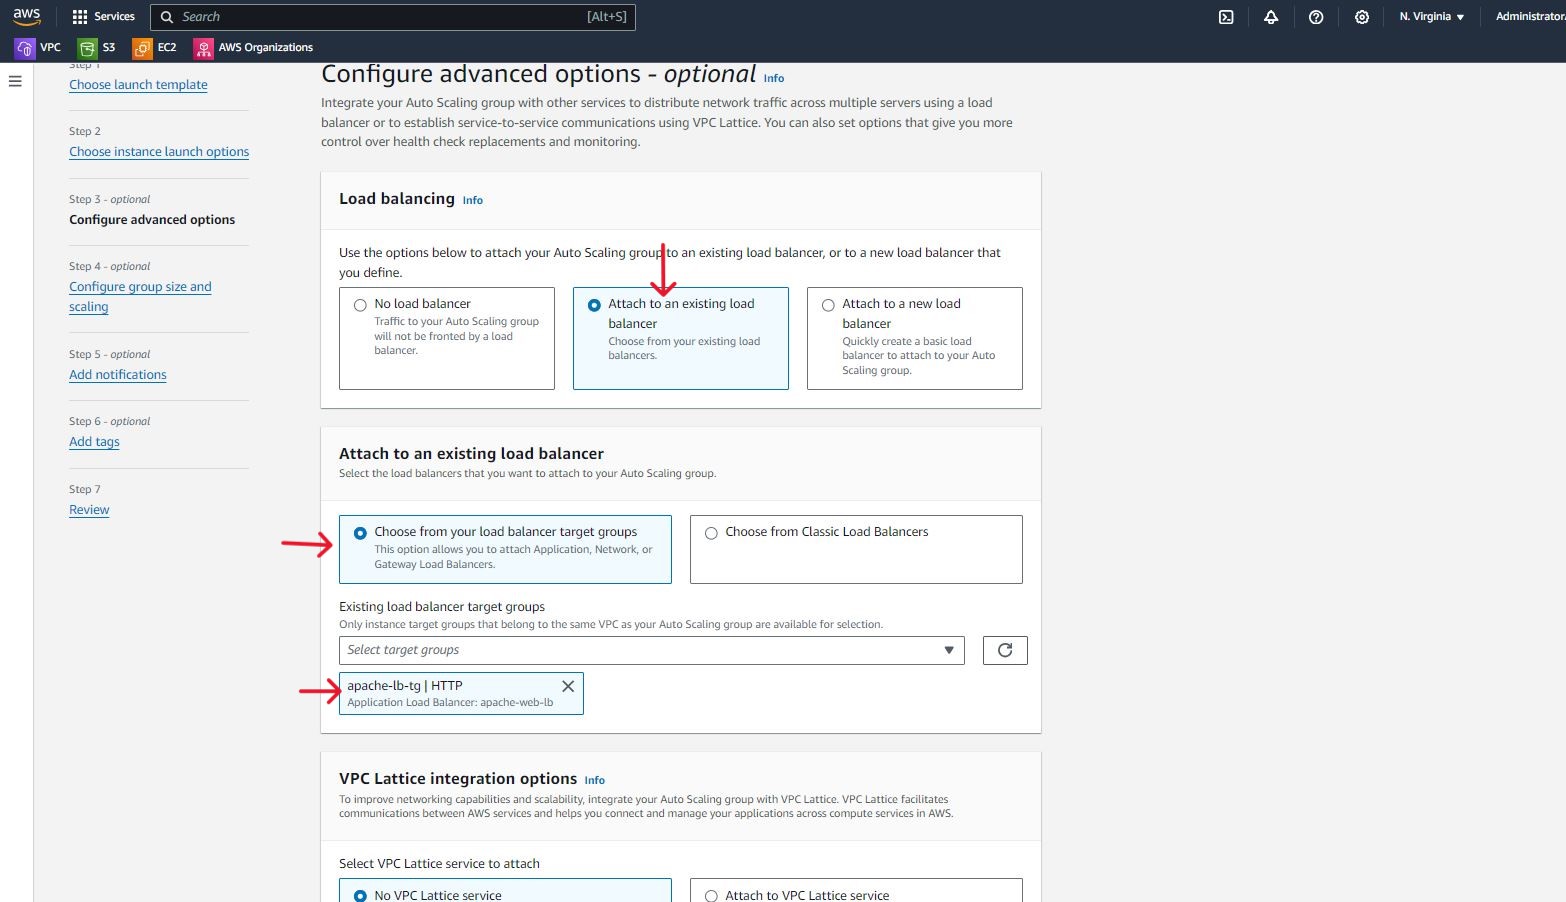 aws
Services
Search
[Alt+S]
N. Virginia
Administrator
VPC
S3
EC2
AWS Organizations
Step 1
Choose launch template
Step 2
Choose instance launch options
Step 3 - optional
Configure advanced options
Step 4 - optional
Configure group size and
scaling
Step 5 - optional
Add notifications
Step 6 - optional
Add tags
Step 7
Review
Configure advanced options - optional Info
Integrate your Auto Scaling group with other services to distribute network traffic across multiple servers using a load
balancer or to establish service-to-service communications using VPC Lattice. You can also set options that give you more
control over health check replacements and monitoring.
Load balancing Info
Use the options below to attach your Auto Scaling group to an existing load balancer, or to a new load balancer that
you define.
No load balancer
Traffic to your Auto Scaling group
will not be fronted by a load
balancer.
Attach to an existing load
balancer
Choose from your existing load
balancers.
Attach to a new load
balancer
Quickly create a basic load
balancer to attach to your Auto
Scaling group.
Attach to an existing load balancer
Select the load balancers that you want to attach to your Auto Scaling group.
Choose from your load balancer target groups
This option allows you to attach Application, Network, or
Gateway Load Balancers.
Choose from Classic Load Balancers
Existing load balancer target groups
Only instance target groups that belong to the same VPC as your Auto Scaling group are available for selection.
Select target groups
apache-lb-tg | HTTP
Application Load Balancer: apache-web-lb
VPC Lattice integration options Info
To improve networking capabilities and scalability, integrate your Auto Scaling group with VPC Lattice. VPC Lattice facilitates
communications between AWS services and helps you connect and manage your applications across compute services in AWS.
Select VPC Lattice service to attach
No VPC Lattice service
Attach to VPC Lattice service